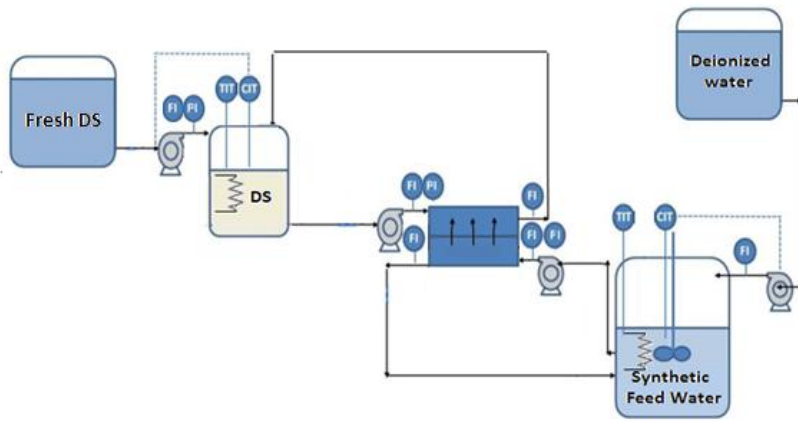 Deionized
water
Fresh DS
TIT CIT
FI PI
DS
FI PI
FI
FI
FI FI
TIT CIT
FI
Synthetic
Feed Water